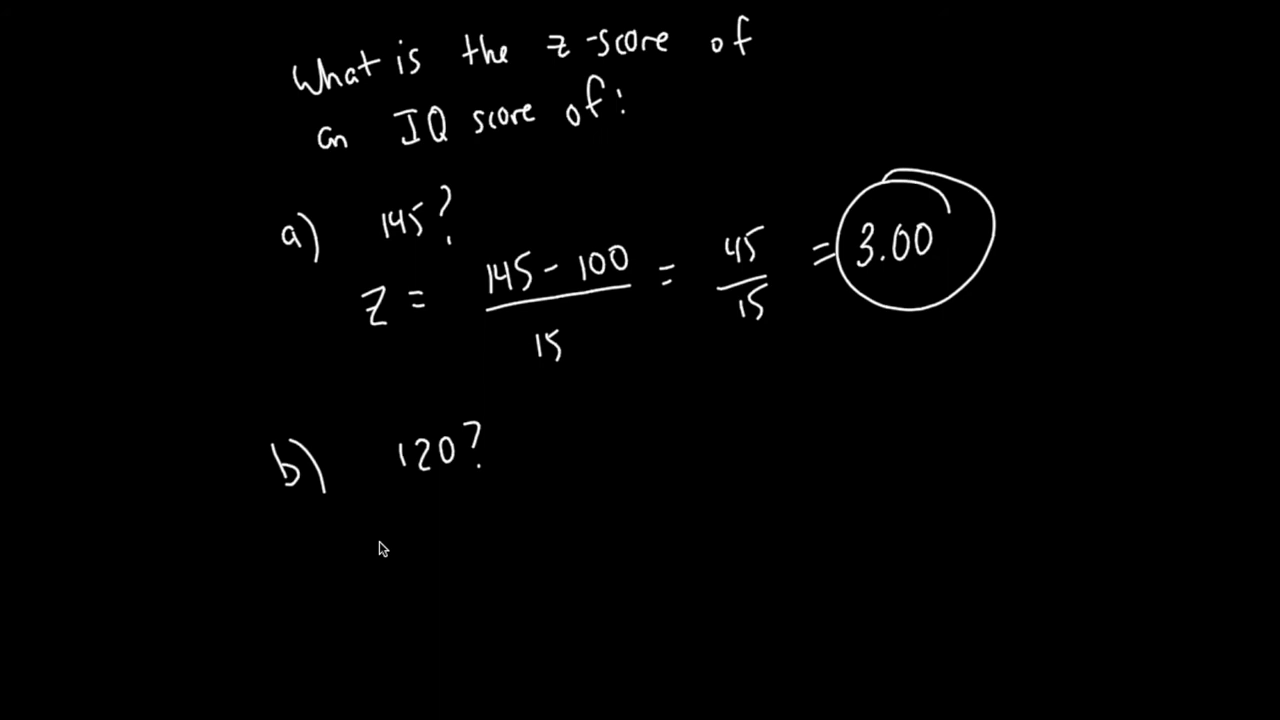 What is the z-score of
an IQ score of:
a) 145?
z = 145 - 100 / 15 = 45 / 15 = 3.00
b) 120?